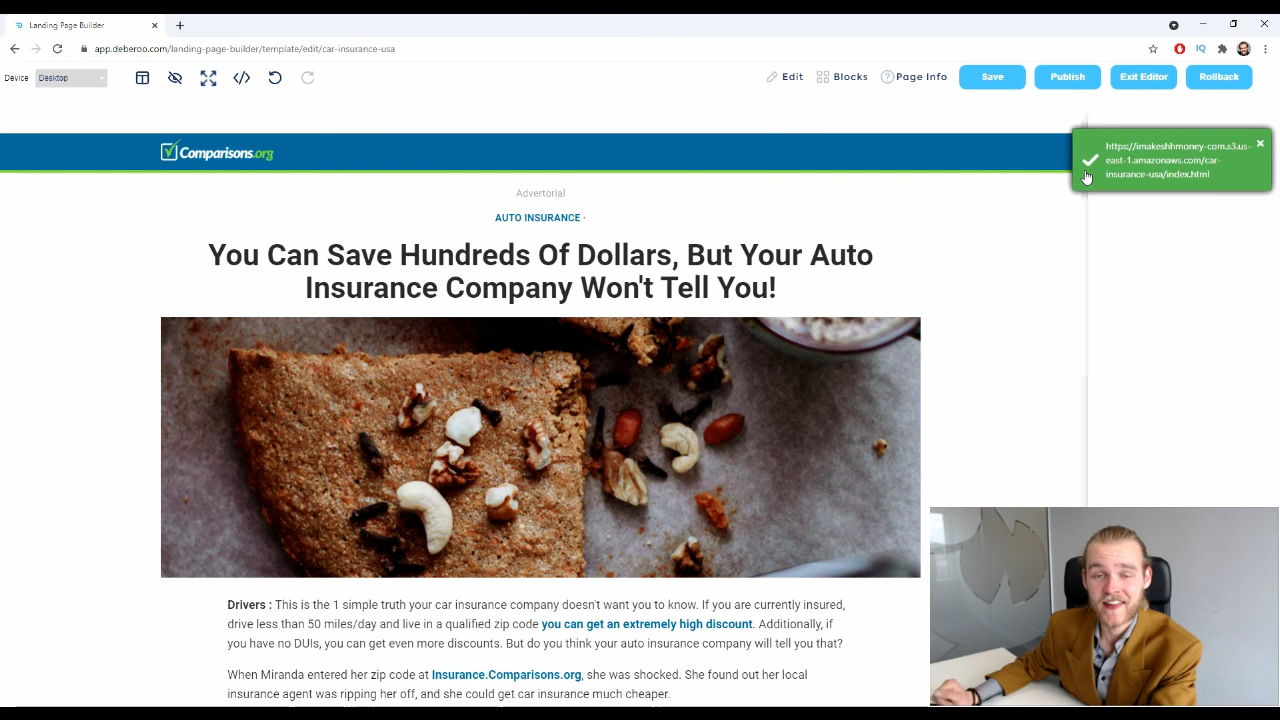 Landing Page Builder
app.deberoo.com/landing-page-builder/template/edit/car-insurance-usa
IQ
Device
Desktop
Edit
Blocks
Page Info
Save
Publish
Exit Editor
Rollback
Comparisons.org
https://imakeshhmoney-com.s3.us-
east-1.amazonaws.com/car-
insurance-usa/index.html
Advertorial
AUTO INSURANCE ·
You Can Save Hundreds Of Dollars, But Your Auto
Insurance Company Won't Tell You!
Drivers : This is the 1 simple truth your car insurance company doesn't want you to know. If you are currently insured,
drive less than 50 miles/day and live in a qualified zip code you can get an extremely high discount. Additionally, if
you have no DUIs, you can get even more discounts. But do you think your auto insurance company will tell you that?
When Miranda entered her zip code at Insurance.Comparisons.org, she was shocked. She found out her local
insurance agent was ripping her off, and she could get car insurance much cheaper.